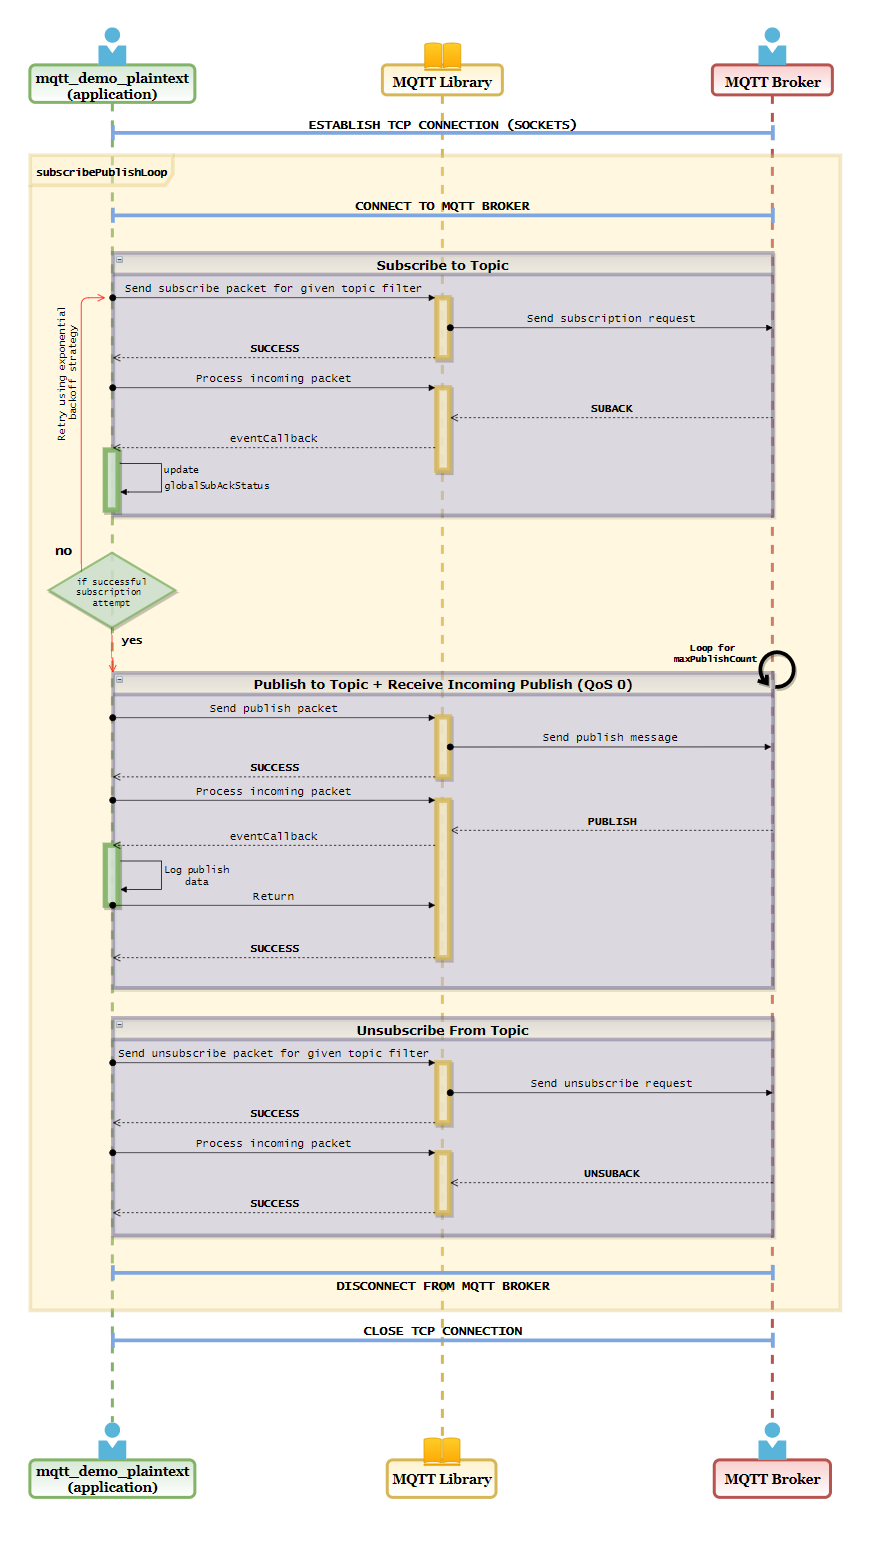 mqtt_demo_plaintext
(application)
MQTT Library
MQTT Broker
ESTABLISH TCP CONNECTION (SOCKETS)
subscribePublishLoop
CONNECT TO MQTT BROKER
Subscribe to Topic
Send subscribe packet for given topic filter
Send subscription request
SUCCESS
Process incoming packet
SUBACK
eventCallback
update
globalSubAckStatus
Retry using exponential
backoff strategy
no
if successful
subscription
attempt
yes
Loop for
maxPublishCount
Publish to Topic + Receive Incoming Publish (QoS 0)
Send publish packet
Send publish message
SUCCESS
Process incoming packet
PUBLISH
eventCallback
Log publish
data
Return
SUCCESS
Unsubscribe From Topic
Send unsubscribe packet for given topic filter
Send unsubscribe request
SUCCESS
Process incoming packet
UNSUBACK
SUCCESS
DISCONNECT FROM MQTT BROKER
CLOSE TCP CONNECTION
mqtt_demo_plaintext
(application)
MQTT Library
MQTT Broker